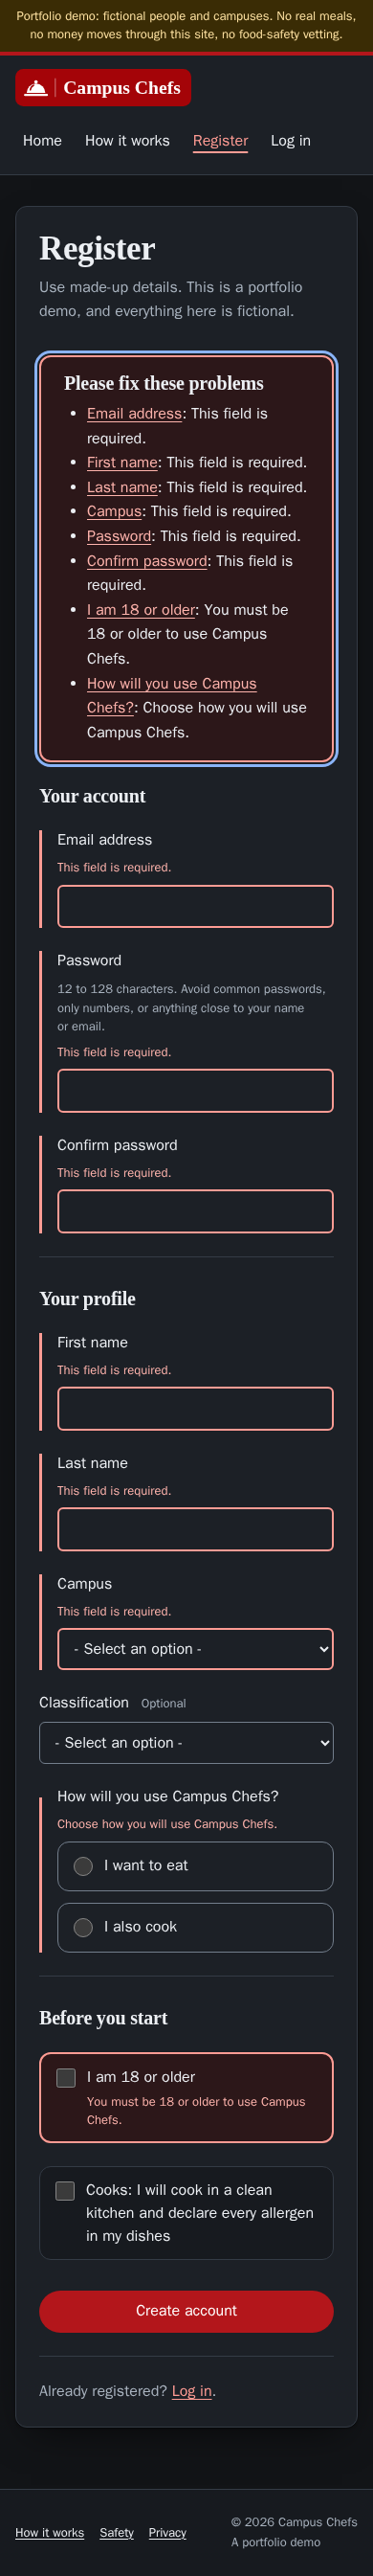 Portfolio demo: fictional people and campuses. No real meals,
no money moves through this site, no food-safety vetting.
Campus Chefs
Home How it works Register Log in
Register
Use made-up details. This is a portfolio
demo, and everything here is fictional.
Please fix these problems
• Email address: This field is
required.
• First name: This field is required.
• Last name: This field is required.
• Campus: This field is required.
• Password: This field is required.
• Confirm password: This field is
required.
• I am 18 or older: You must be
18 or older to use Campus
Chefs.
• How will you use Campus
Chefs?: Choose how you will use
Campus Chefs.
Your account
Email address
This field is required.
Password
12 to 128 characters. Avoid common passwords,
only numbers, or anything close to your name
or email.
This field is required.
Confirm password
This field is required.
Your profile
First name
This field is required.
Last name
This field is required.
Campus
This field is required.
- Select an option -
Classification Optional
- Select an option -
How will you use Campus Chefs?
Choose how you will use Campus Chefs.
I want to eat
I also cook
Before you start
I am 18 or older
You must be 18 or older to use Campus
Chefs.
Cooks: I will cook in a clean
kitchen and declare every allergen
in my dishes
Create account
Already registered? Log in.
How it works Safety Privacy
© 2026 Campus Chefs
A portfolio demo